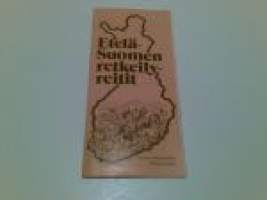 Etelä-
Suomen
retkeily-
reitit